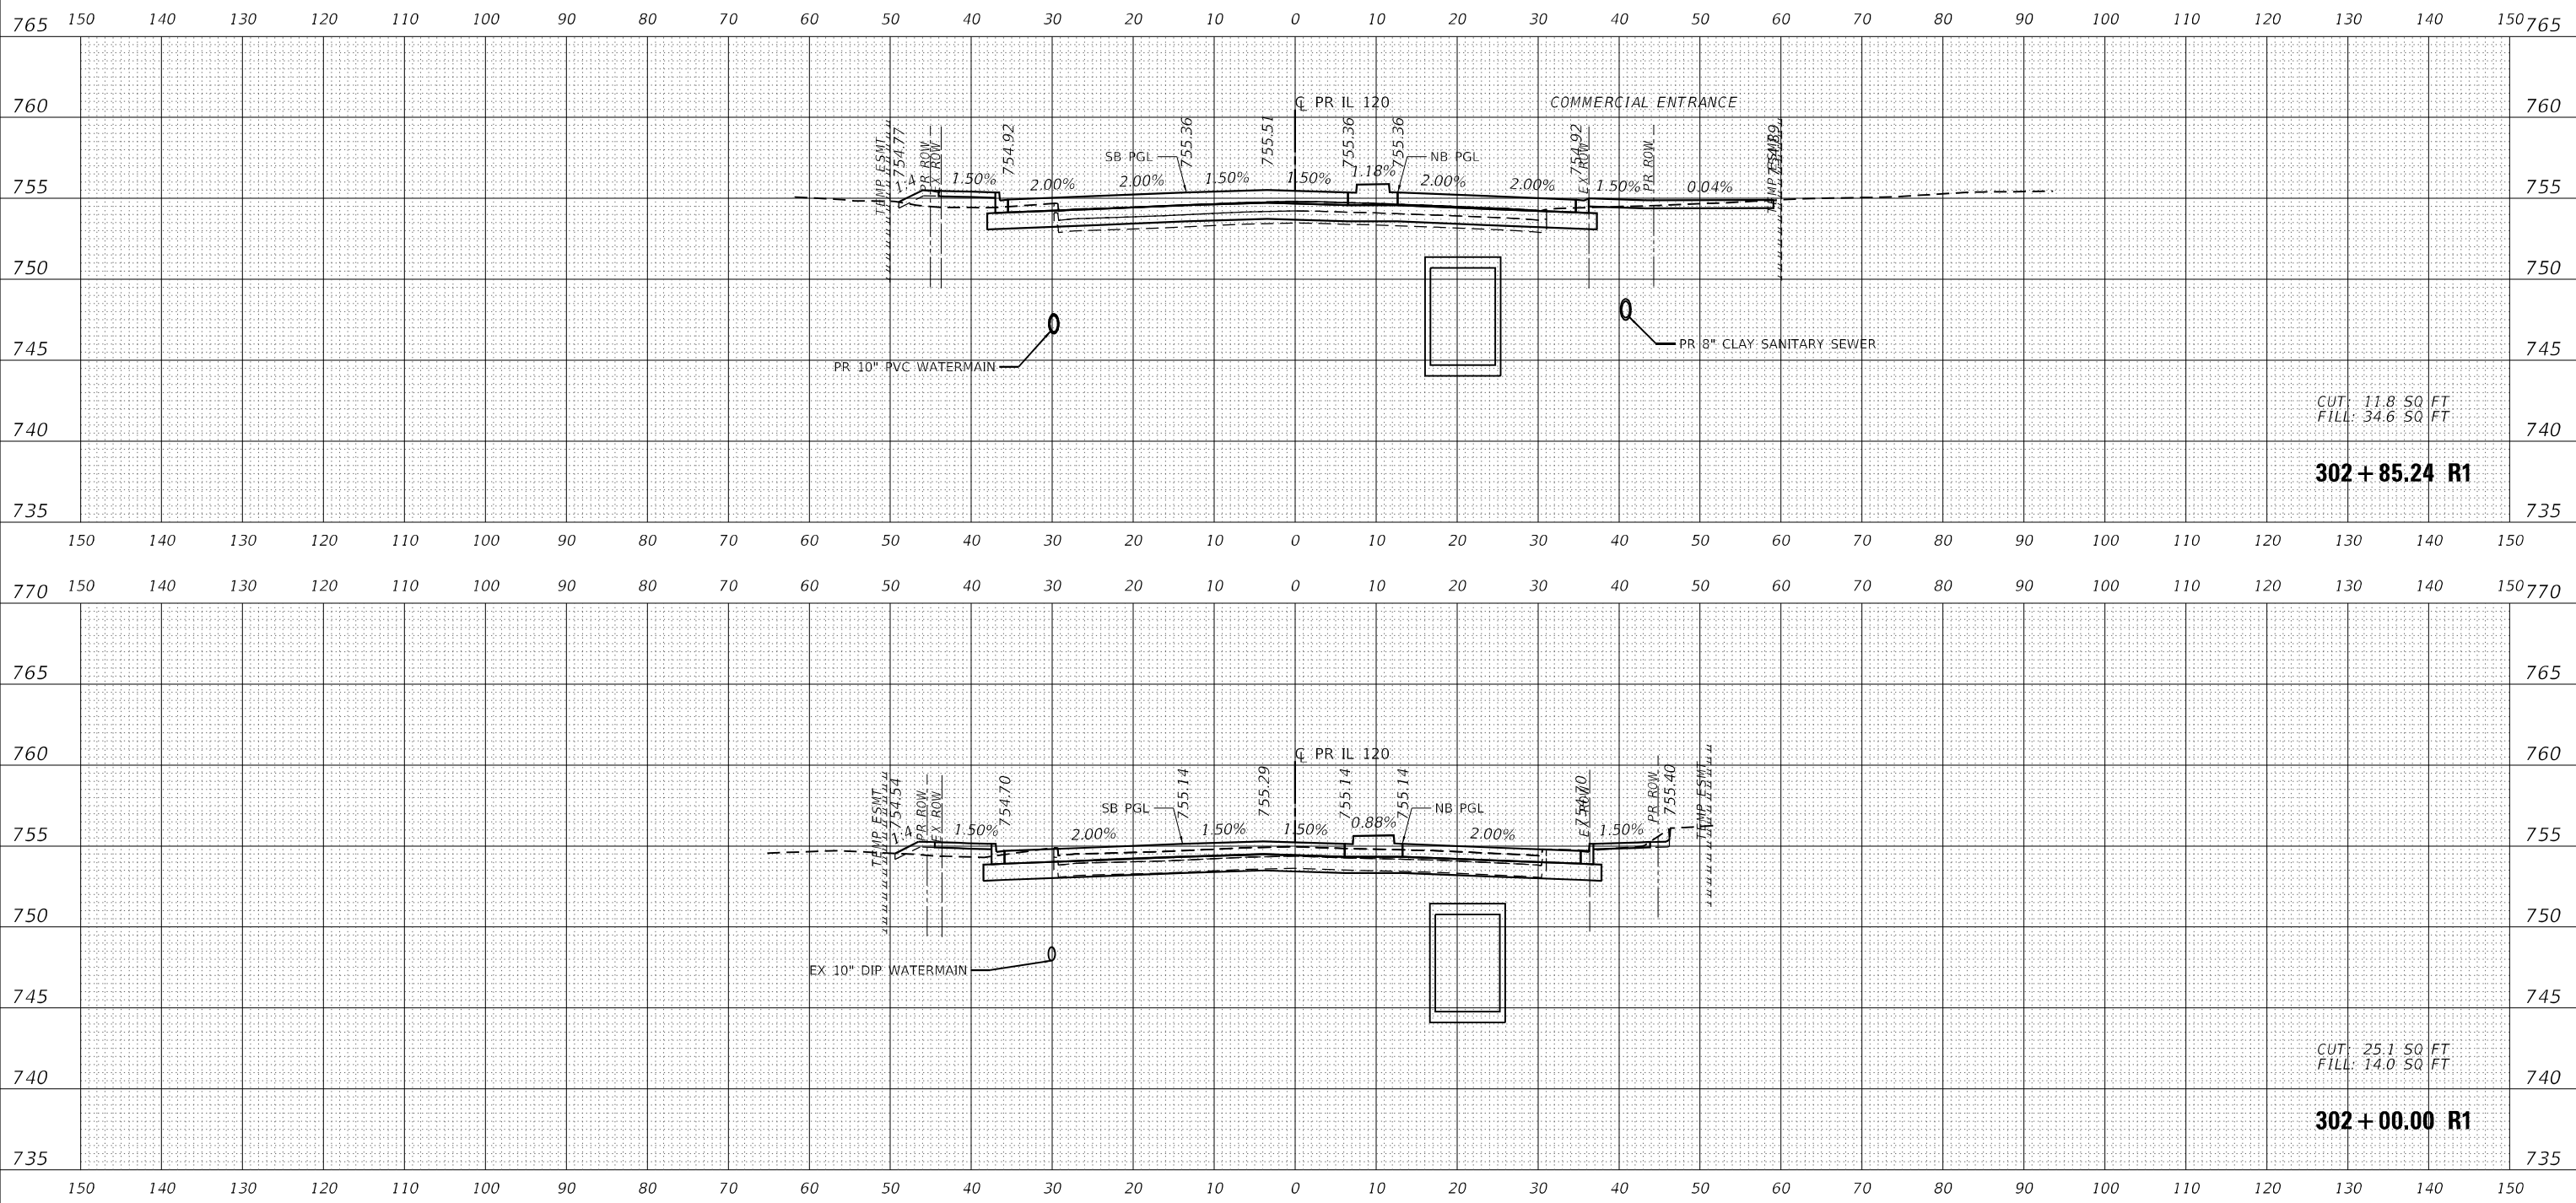 150 140 130 120 110 100 90 80 70 60 50 40 30 20 10 0 10 20 30 40 50 60 70 80 90 100 110 120 130 140 150
765 765
760 ℄ PR IL 120 COMMERCIAL ENTRANCE 760
TEMP ESMT 754.77 PR ROW EX ROW 754.92 755.36 755.51 755.36 755.36 754.92 EX ROW PR ROW TEMP ESMT
SB PGL NB PGL
1:4 1.50% 2.00% 2.00% 1.50% 1.50% 1.18% 2.00% 2.00% 1.50% 0.04%
755 755
750 750
745 PR 10" PVC WATERMAIN PR 8" CLAY SANITARY SEWER 745
CUT: 11.8 SQ FT
FILL: 34.6 SQ FT
740 740
302+85.24 R1
735 735
150 140 130 120 110 100 90 80 70 60 50 40 30 20 10 0 10 20 30 40 50 60 70 80 90 100 110 120 130 140 150
150 140 130 120 110 100 90 80 70 60 50 40 30 20 10 0 10 20 30 40 50 60 70 80 90 100 110 120 130 140 150
770 770
765 765
760 ℄ PR IL 120 760
TEMP ESMT 754.54 PR ROW EX ROW 754.70 755.14 755.29 755.14 755.14 754.70 EX ROW PR ROW 755.40 TEMP ESMT
SB PGL NB PGL
1:4 1.50% 2.00% 1.50% 1.50% 0.88% 2.00% 1.50%
755 755
750 750
EX 10" DIP WATERMAIN
745 745
CUT: 25.1 SQ FT
FILL: 14.0 SQ FT
740 740
302+00.00 R1
735 735
150 140 130 120 110 100 90 80 70 60 50 40 30 20 10 0 10 20 30 40 50 60 70 80 90 100 110 120 130 140 150